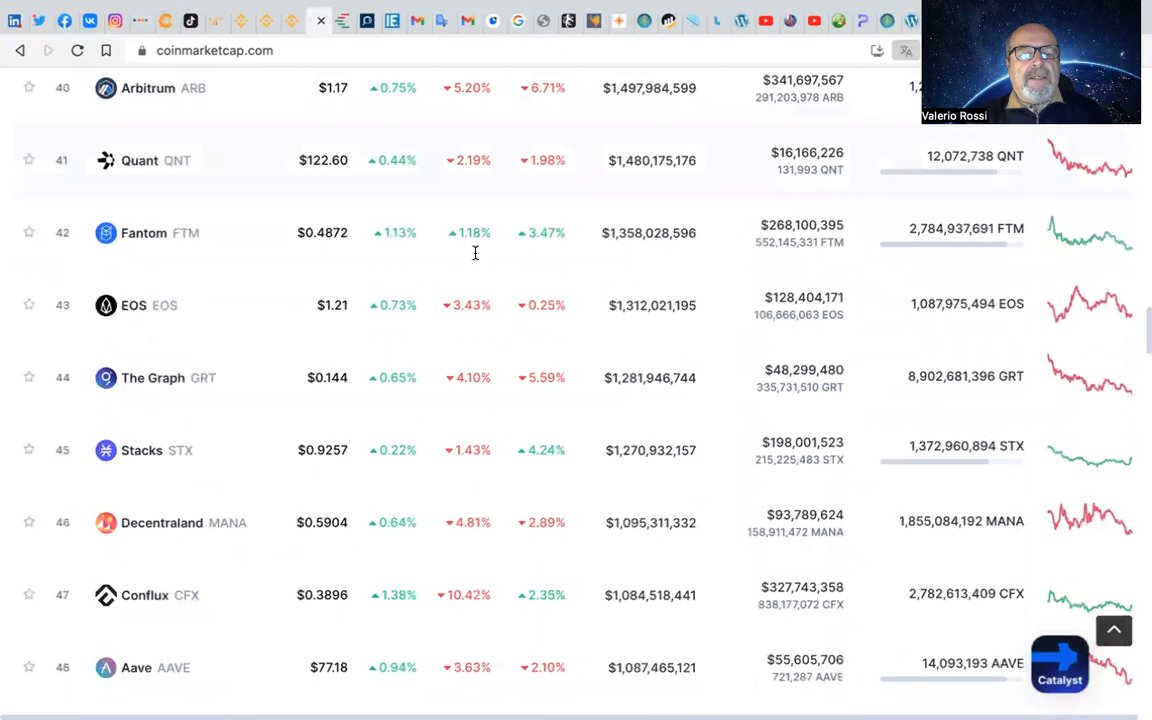 coinmarketcap.com
Valerio Rossi
40 Arbitrum ARB $1.17 0.75% 5.20% 6.71% $1,497,984,599 $341,697,567
291,203,978 ARB
41 Quant QNT $122.60 0.44% 2.19% 1.98% $1,480,175,176 $16,166,226 12,072,738 QNT
131,993 QNT
42 Fantom FTM $0.4872 1.13% 1.18% 3.47% $1,358,028,596 $268,100,395 2,784,937,691 FTM
552,145,331 FTM
43 EOS EOS $1.21 0.73% 3.43% 0.25% $1,312,021,195 $128,404,171 1,087,975,494 EOS
106,666,063 EOS
44 The Graph GRT $0.144 0.65% 4.10% 5.59% $1,281,946,744 $48,299,480 8,902,681,396 GRT
335,731,510 GRT
45 Stacks STX $0.9257 0.22% 1.43% 4.24% $1,270,932,157 $198,001,523 1,372,960,894 STX
215,225,483 STX
46 Decentraland MANA $0.5904 0.64% 4.81% 2.89% $1,095,311,332 $93,789,624 1,855,084,192 MANA
158,911,472 MANA
47 Conflux CFX $0.3896 1.38% 10.42% 2.35% $1,084,518,441 $327,743,358 2,782,613,409 CFX
838,177,072 CFX
48 Aave AAVE $77.18 0.94% 3.63% 2.10% $1,087,465,121 $55,605,706 14,093,193 AAVE
721,287 AAVE
Catalyst